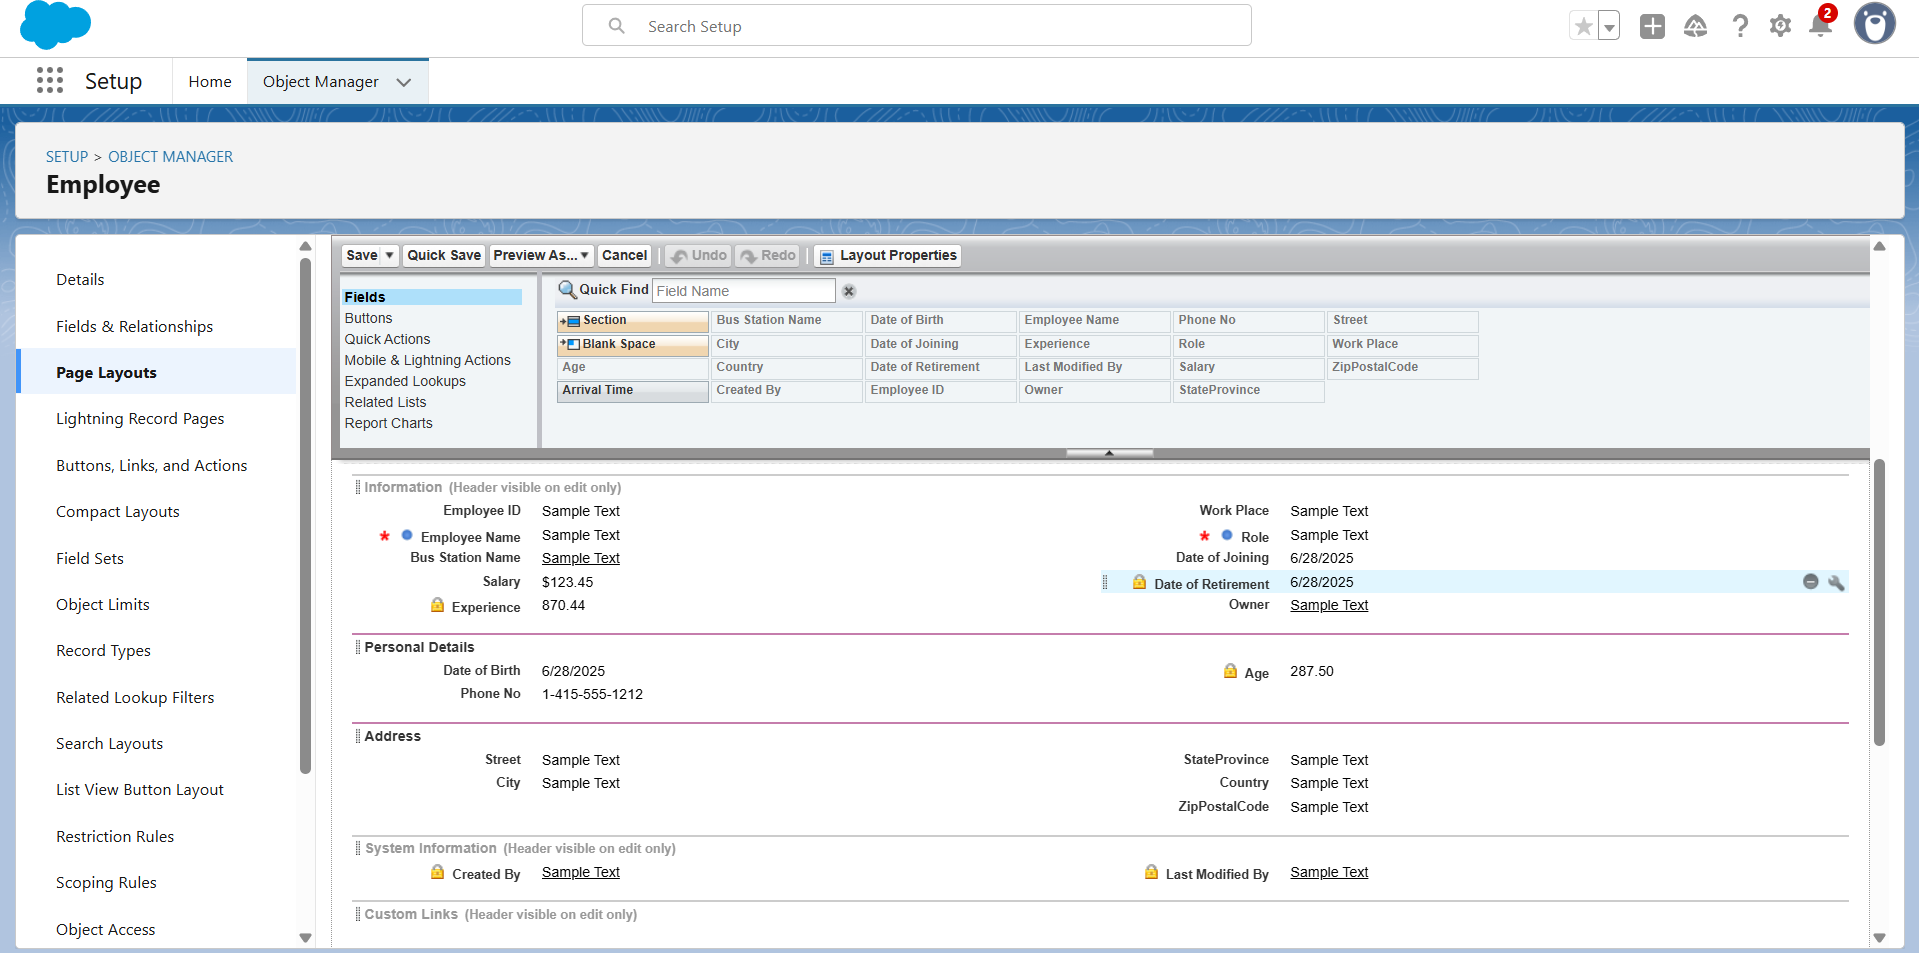 Search Setup
2
Setup
Home
Object Manager
SETUP > OBJECT MANAGER
Employee
Details
Fields & Relationships
Page Layouts
Lightning Record Pages
Buttons, Links, and Actions
Compact Layouts
Field Sets
Object Limits
Record Types
Related Lookup Filters
Search Layouts
List View Button Layout
Restriction Rules
Scoping Rules
Object Access
Save Quick Save Preview As... Cancel Undo Redo Layout Properties
Fields
Buttons
Quick Actions
Mobile & Lightning Actions
Expanded Lookups
Related Lists
Report Charts
Quick Find Field Name
Section Bus Station Name Date of Birth Employee Name Phone No Street
Blank Space City Date of Joining Experience Role Work Place
Age Country Date of Retirement Last Modified By Salary ZipPostalCode
Arrival Time Created By Employee ID Owner StateProvince
Information (Header visible on edit only)
Employee ID Sample Text Work Place Sample Text
* Employee Name Sample Text * Role Sample Text
Bus Station Name Sample Text Date of Joining 6/28/2025
Salary $123.45 Date of Retirement 6/28/2025
Experience 870.44 Owner Sample Text
Personal Details
Date of Birth 6/28/2025 Age 287.50
Phone No 1-415-555-1212
Address
Street Sample Text StateProvince Sample Text
City Sample Text Country Sample Text
ZipPostalCode Sample Text
System Information (Header visible on edit only)
Created By Sample Text Last Modified By Sample Text
Custom Links (Header visible on edit only)